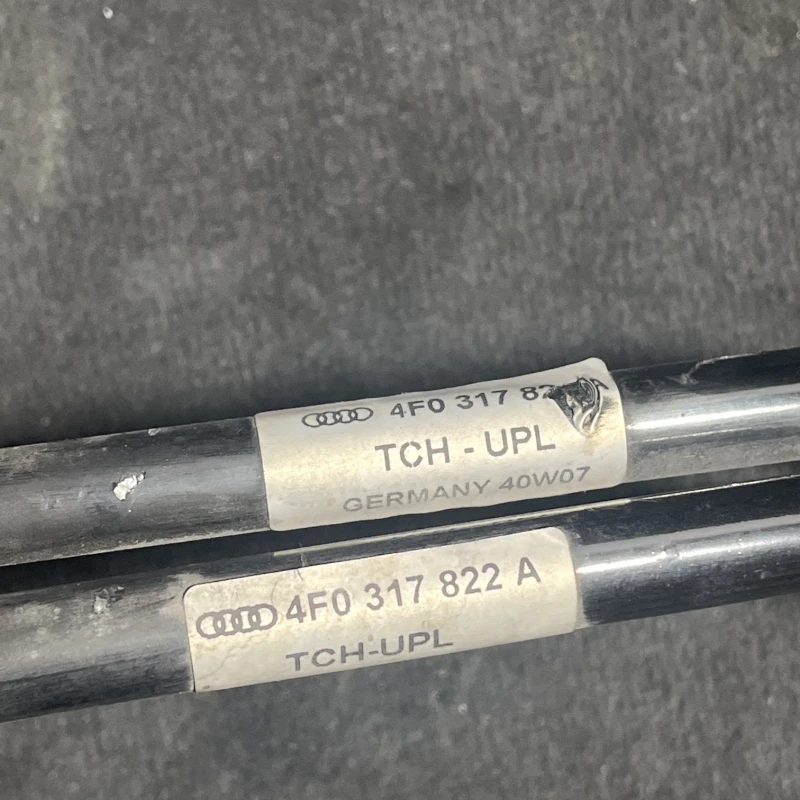 4F0 317 82
TCH - UPL
GERMANY 40W07
4F0 317 822 A
TCH-UPL